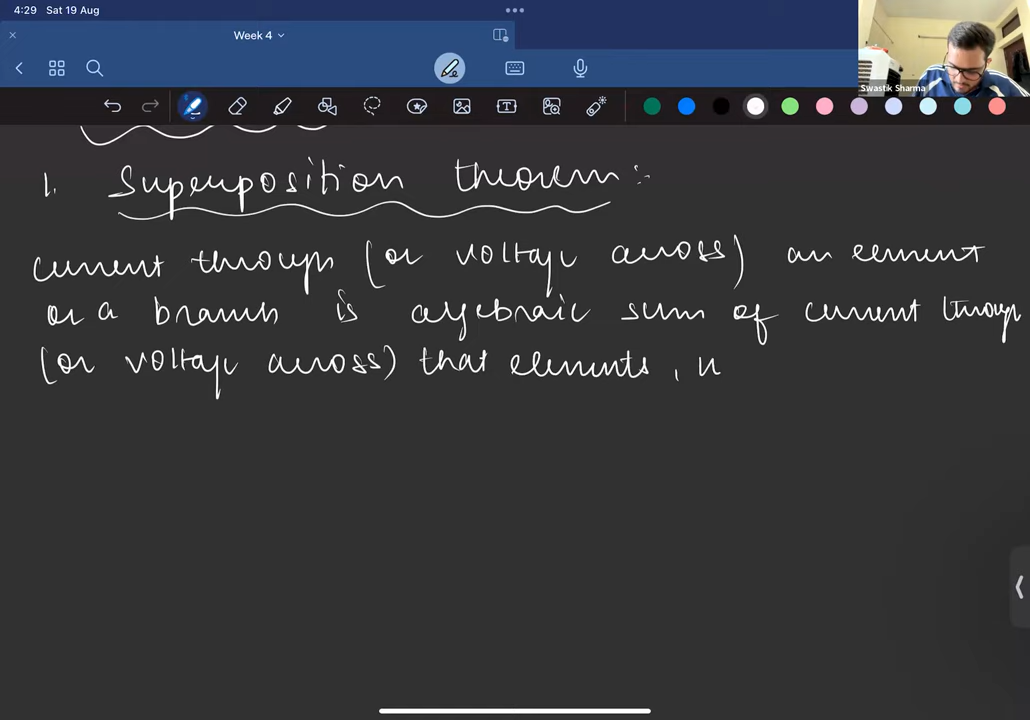 4:29 Sat 19 Aug
Week 4
Swastik Sharma
1. Superposition theorem :-
current through (or voltage across) an element
or a branch is algebraic sum of current through
(or voltage across) that elements,